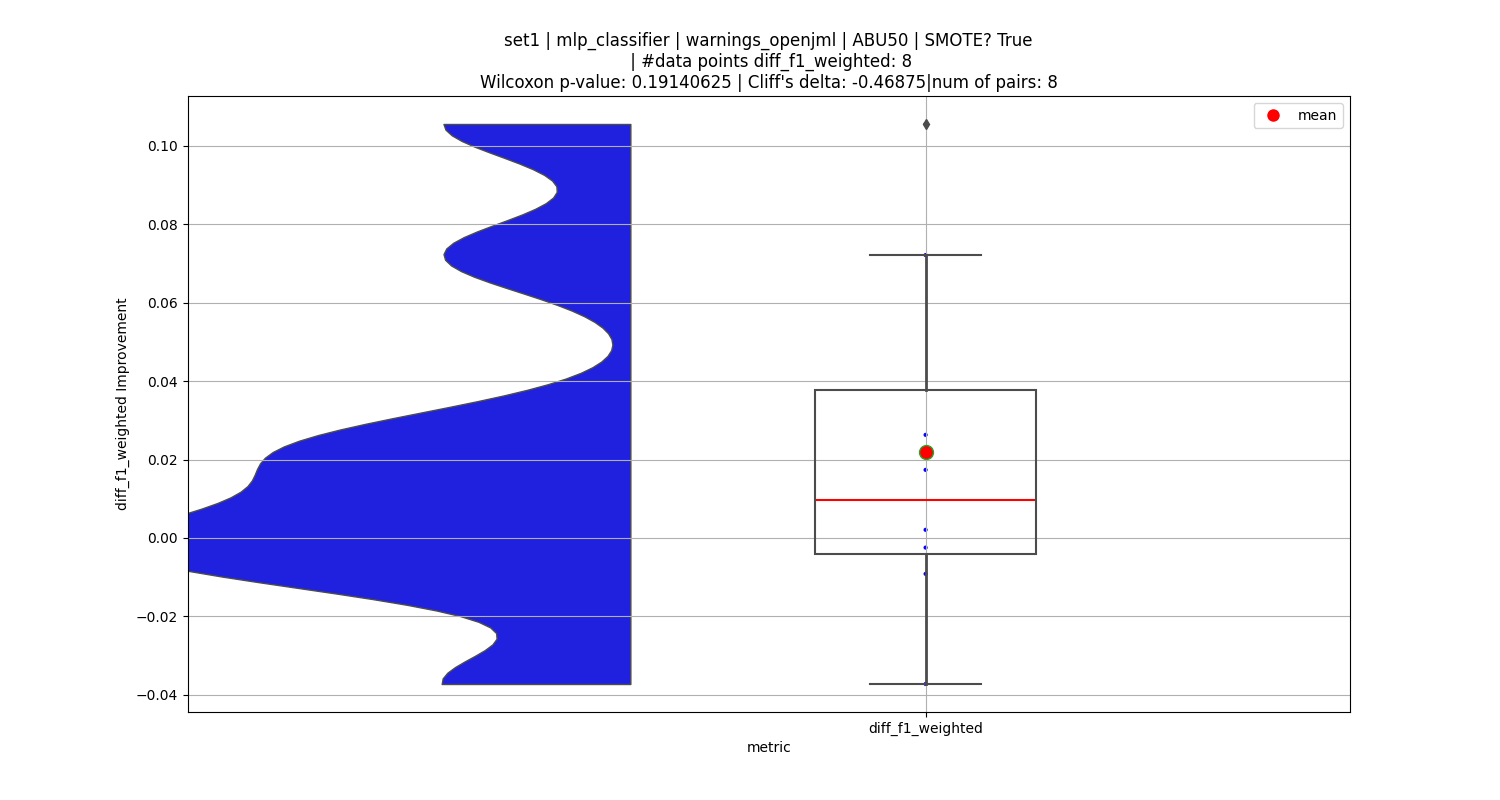 set1 | mlp_classifier | warnings_openjml | ABU50 | SMOTE? True
| #data points diff_f1_weighted: 8
Wilcoxon p-value: 0.19140625 | Cliff's delta: -0.46875|num of pairs: 8
mean
0.10
0.08
0.06
0.04
0.02
0.00
−0.02
−0.04
diff_f1_weighted Improvement
diff_f1_weighted
metric